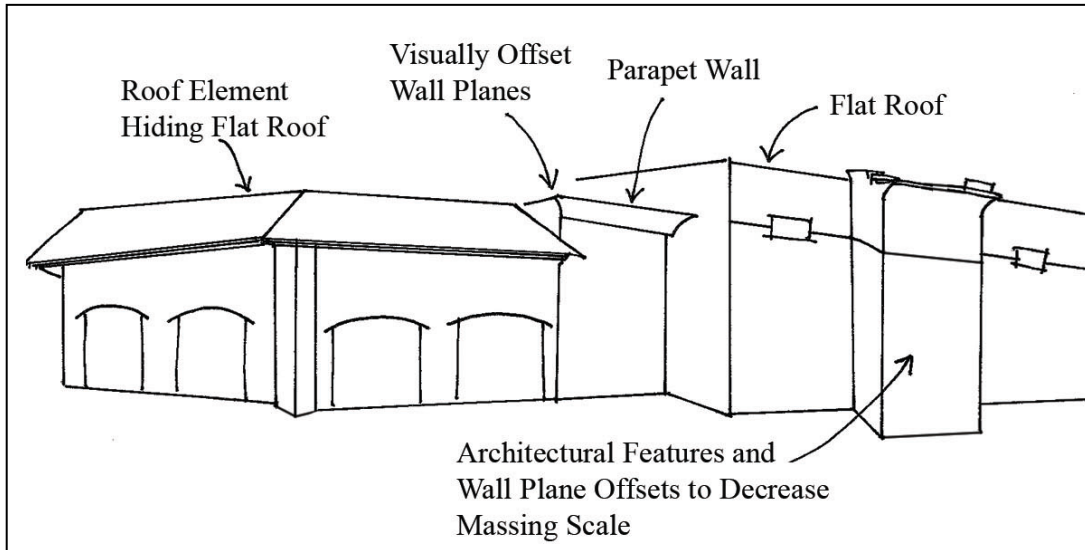 Roof Element
Hiding Flat Roof
Visually Offset
Wall Planes
Parapet Wall
Flat Roof
Architectural Features and
Wall Plane Offsets to Decrease
Massing Scale